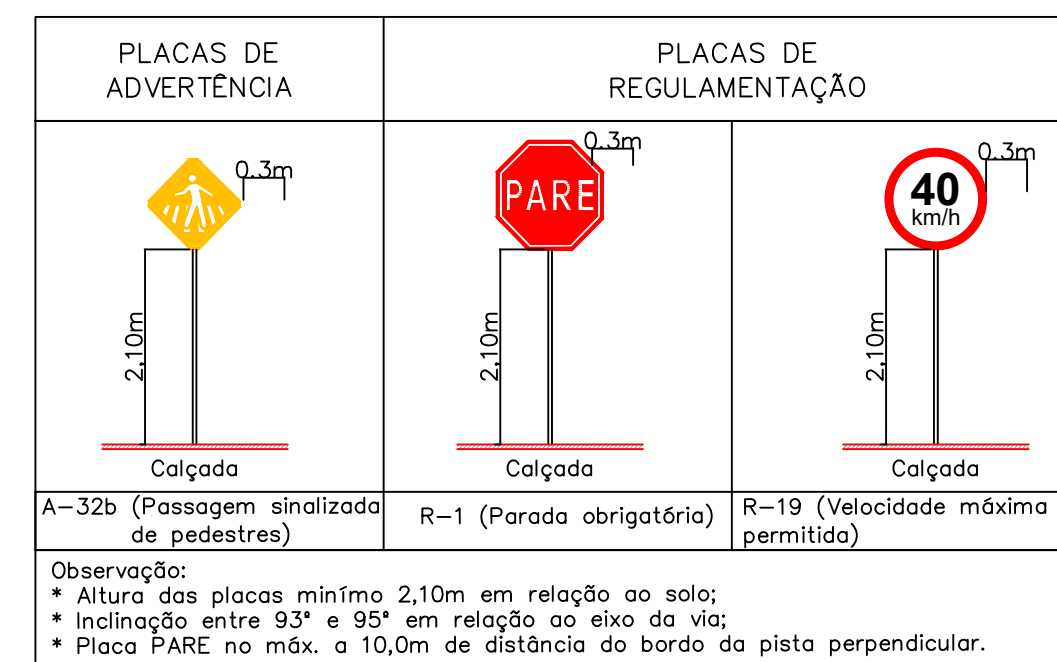 PLACAS DE
ADVERTÊNCIA
PLACAS DE
REGULAMENTAÇÃO
0.3m
2,10m
Calçada
PARE
0.3m
2,10m
Calçada
40
km/h
0.3m
2,10m
Calçada
A-32b (Passagem sinalizada
de pedestres)
R-1 (Parada obrigatória)
R-19 (Velocidade máxima
permitida)
Observação:
* Altura das placas minímo 2,10m em relação ao solo;
* Inclinação entre 93° e 95° em relação ao eixo da via;
* Placa PARE no máx. a 10,0m de distância do bordo da pista perpendicular.